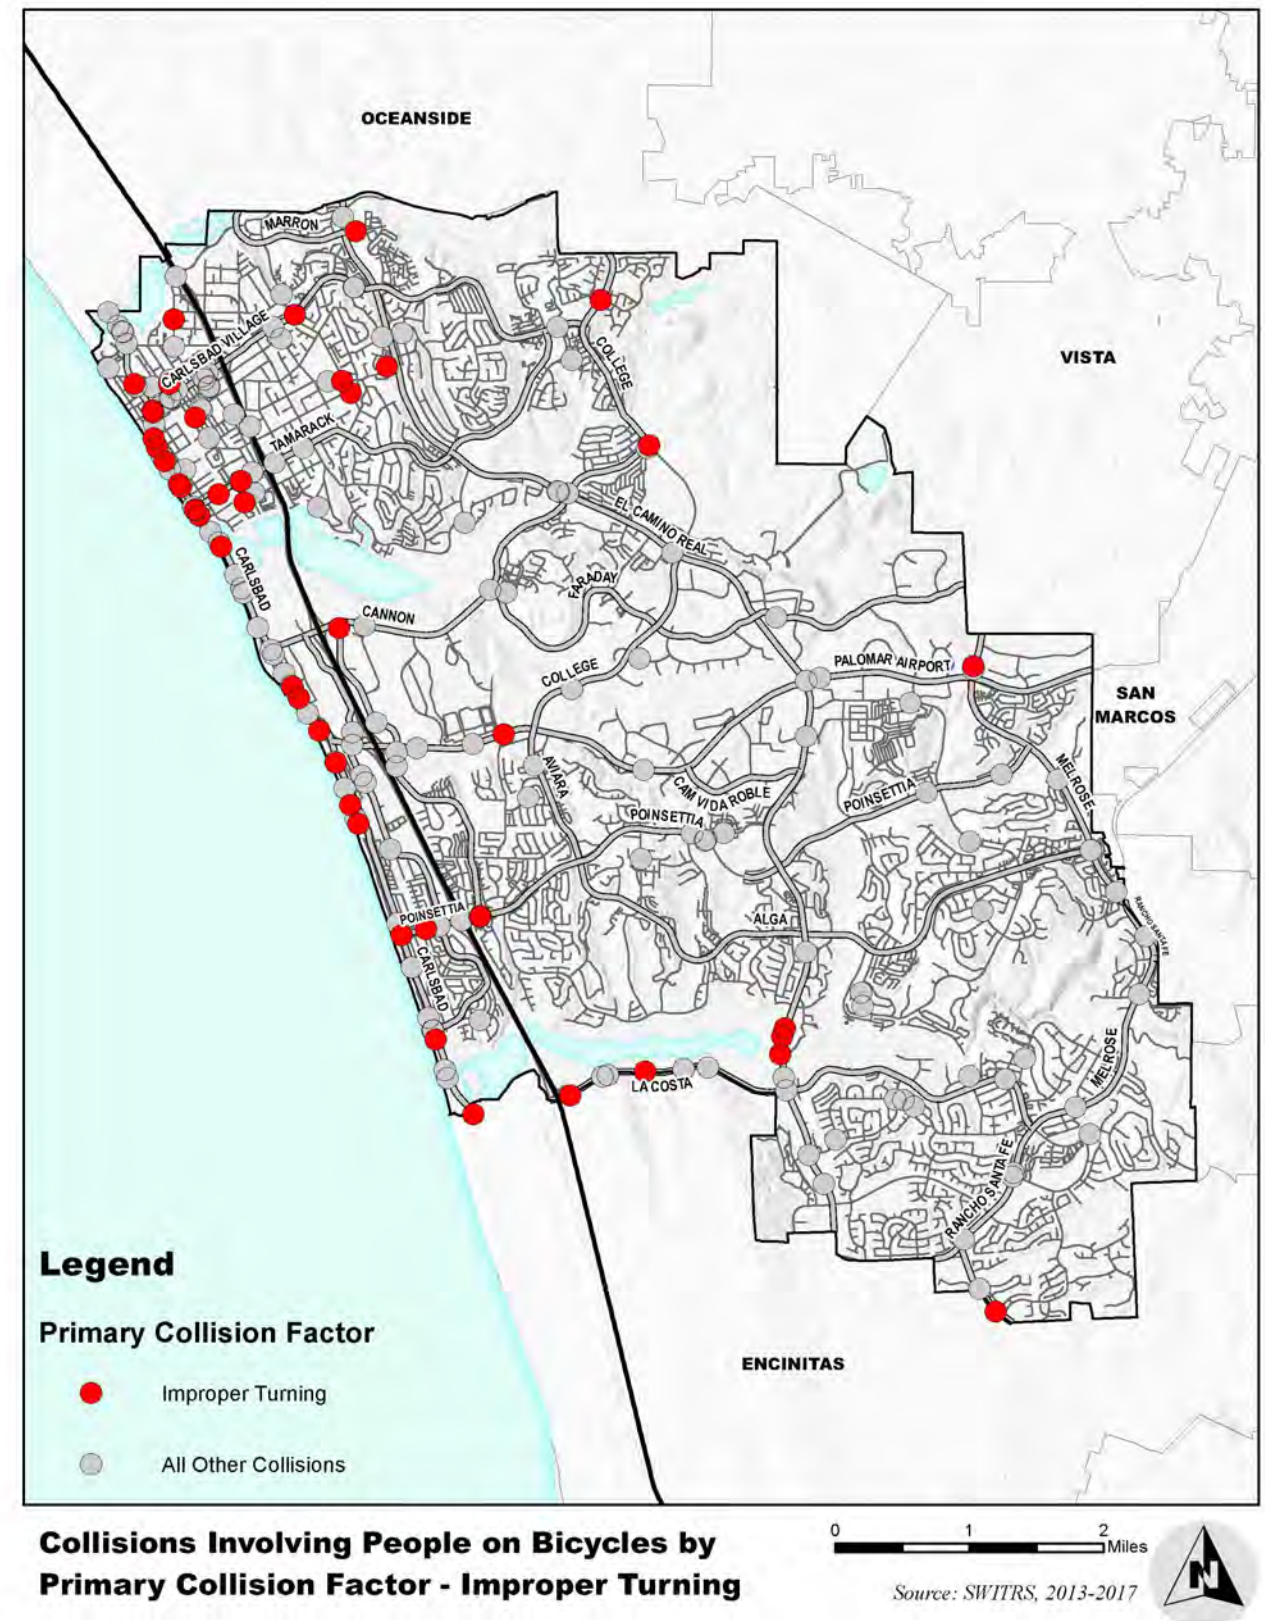 OCEANSIDE
MARRON
CARLSBAD VILLAGE
COLLEGE
VISTA
TAMARACK
EL CAMINO REAL
CARLSBAD
FARADAY
CANNON
COLLEGE
PALOMAR AIRPORT
SAN
MARCOS
AVIARA
CAM VIDA ROBLE
MELROSE
POINSETTIA
POINSETTIA
POINSETTIA
ALGA
RANCHO SANTA FE
CARLSBAD
LA COSTA
MELROSE
RANCHO SANTA FE
ENCINITAS
Legend
Primary Collision Factor
Improper Turning
All Other Collisions
Collisions Involving People on Bicycles by
Primary Collision Factor - Improper Turning
0 1 2
Miles
Source: SWITRS, 2013-2017
N